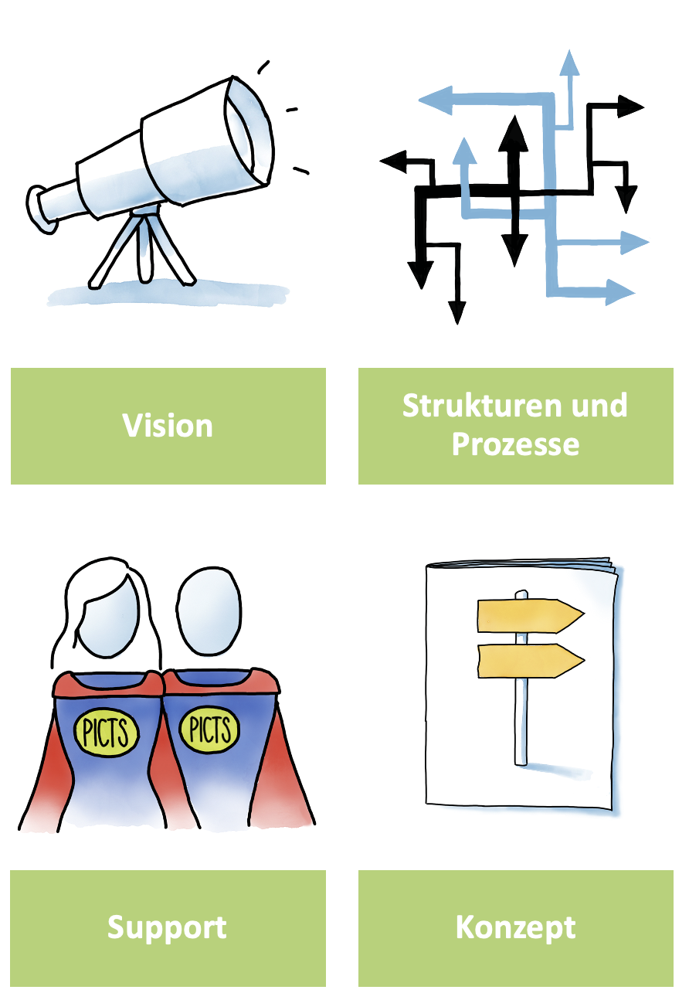 Vision
Strukturen und
Prozesse
PICTS
PICTS
Support
Konzept